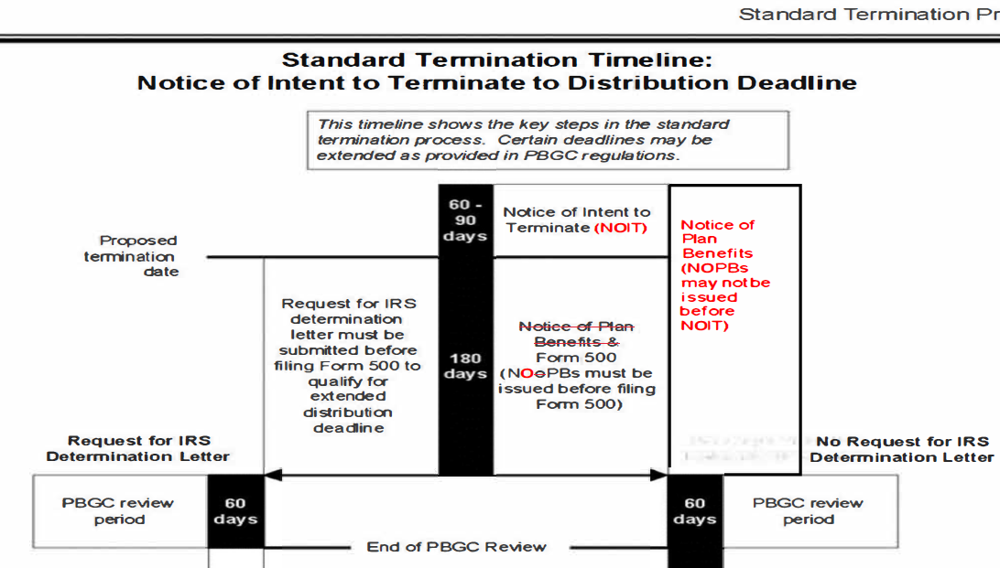 Standard Termination Pr
Standard Termination Timeline:
Notice of Intent to Terminate to Distribution Deadline
This timeline shows the key steps in the standard
termination process.  Certain deadlines may be
extended as provided in PBGC regulations.
60 -
90
days
Notice of Intent to
Terminate (NOIT)
Notice of
Plan
Benefits
(NOPBs
may not be
issued
before
NOIT)
Proposed
termination
date
Request for IRS
determination
letter must be
submitted before
filing Form 500 to
qualify for
extended
distribution
deadline
180
days
Notice of Plan
Benefits &
Form 500
(NOoPBs must be
issued before filing
Form 500)
Request for IRS
Determination Letter
No Request for IRS
Determination Letter
PBGC review
period
60
days
60
days
PBGC review
period
End of PBGC Review